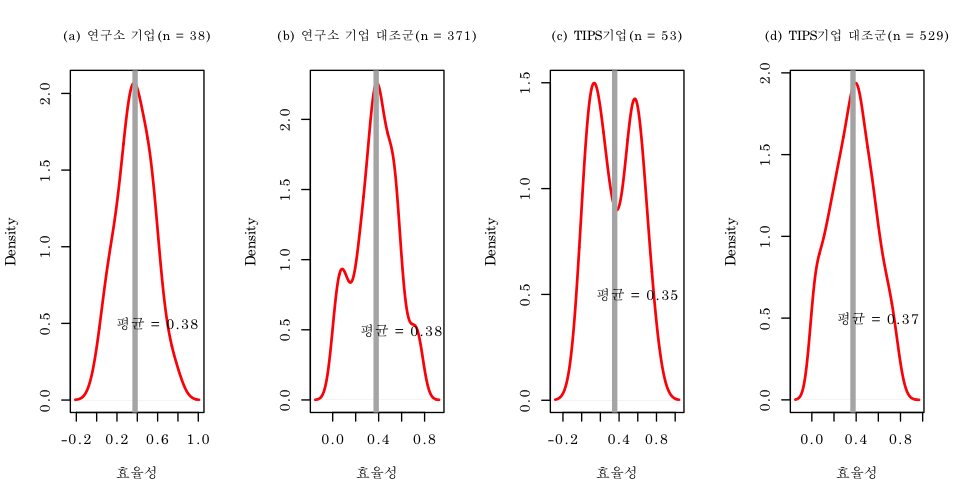 (a) 연구소 기업(n = 38)
Density
0.0
0.5
1.0
1.5
2.0
평균 = 0.38
-0.2 0.2 0.6 1.0
효율성
(b) 연구소 기업 대조군(n = 371)
Density
0.0
0.5
1.0
1.5
2.0
평균 = 0.38
0.0 0.4 0.8
효율성
(c) TIPS기업(n = 53)
Density
0.0
0.5
1.0
1.5
평균 = 0.35
-0.2 0.4 0.8
효율성
(d) TIPS기업 대조군(n = 529)
Density
0.0
0.5
1.0
1.5
2.0
평균 = 0.37
0.0 0.4 0.8
효율성